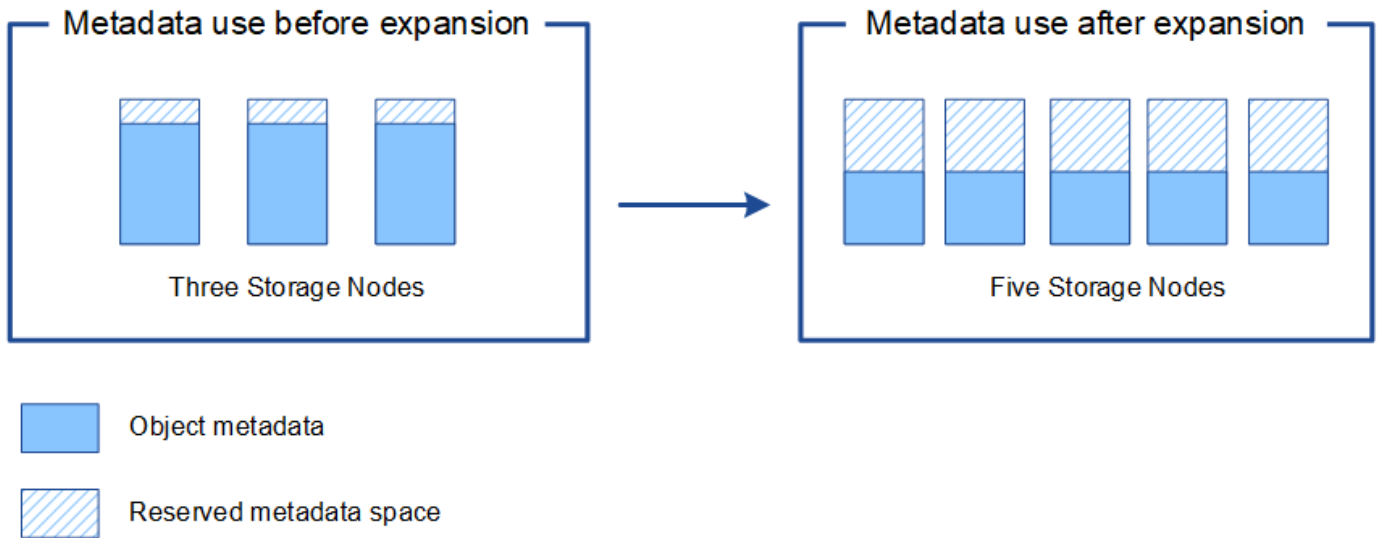 Metadata use before expansion
Metadata use after expansion
Three Storage Nodes
Five Storage Nodes
Object metadata
Reserved metadata space